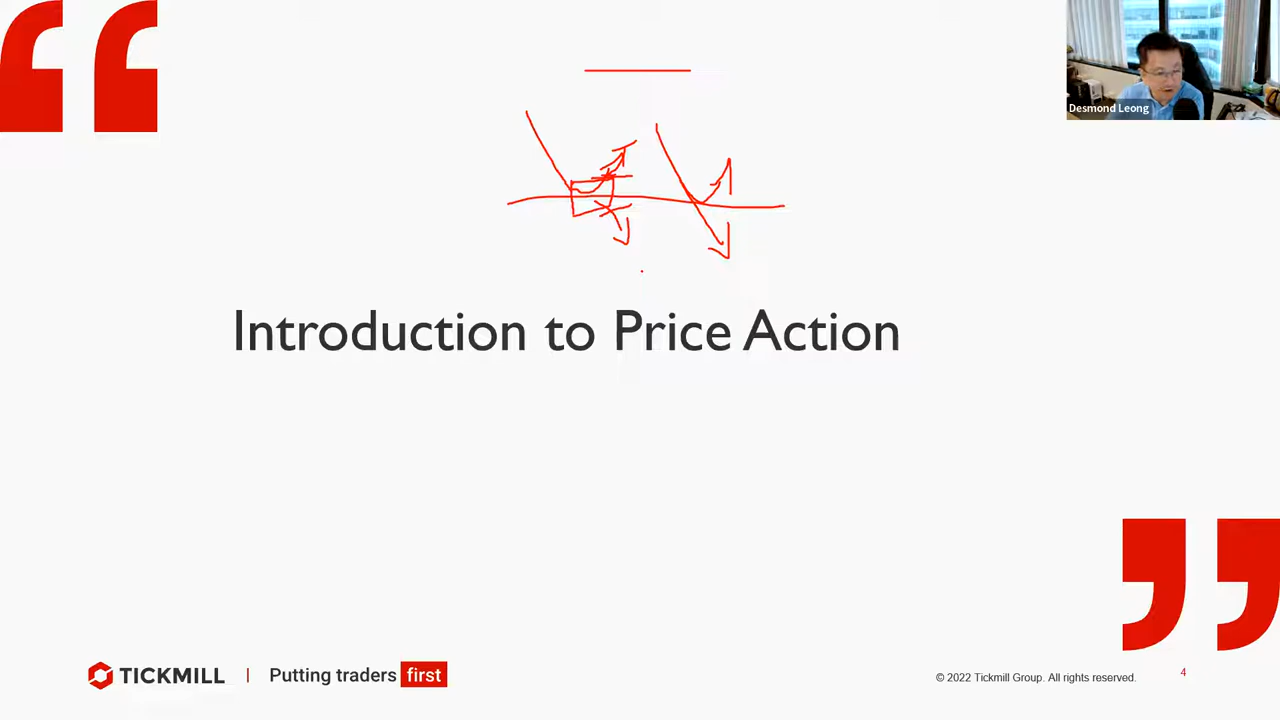 Desmond Leong
Introduction to Price Action
TICKMILL | Putting traders first
© 2022 Tickmill Group. All rights reserved.
4